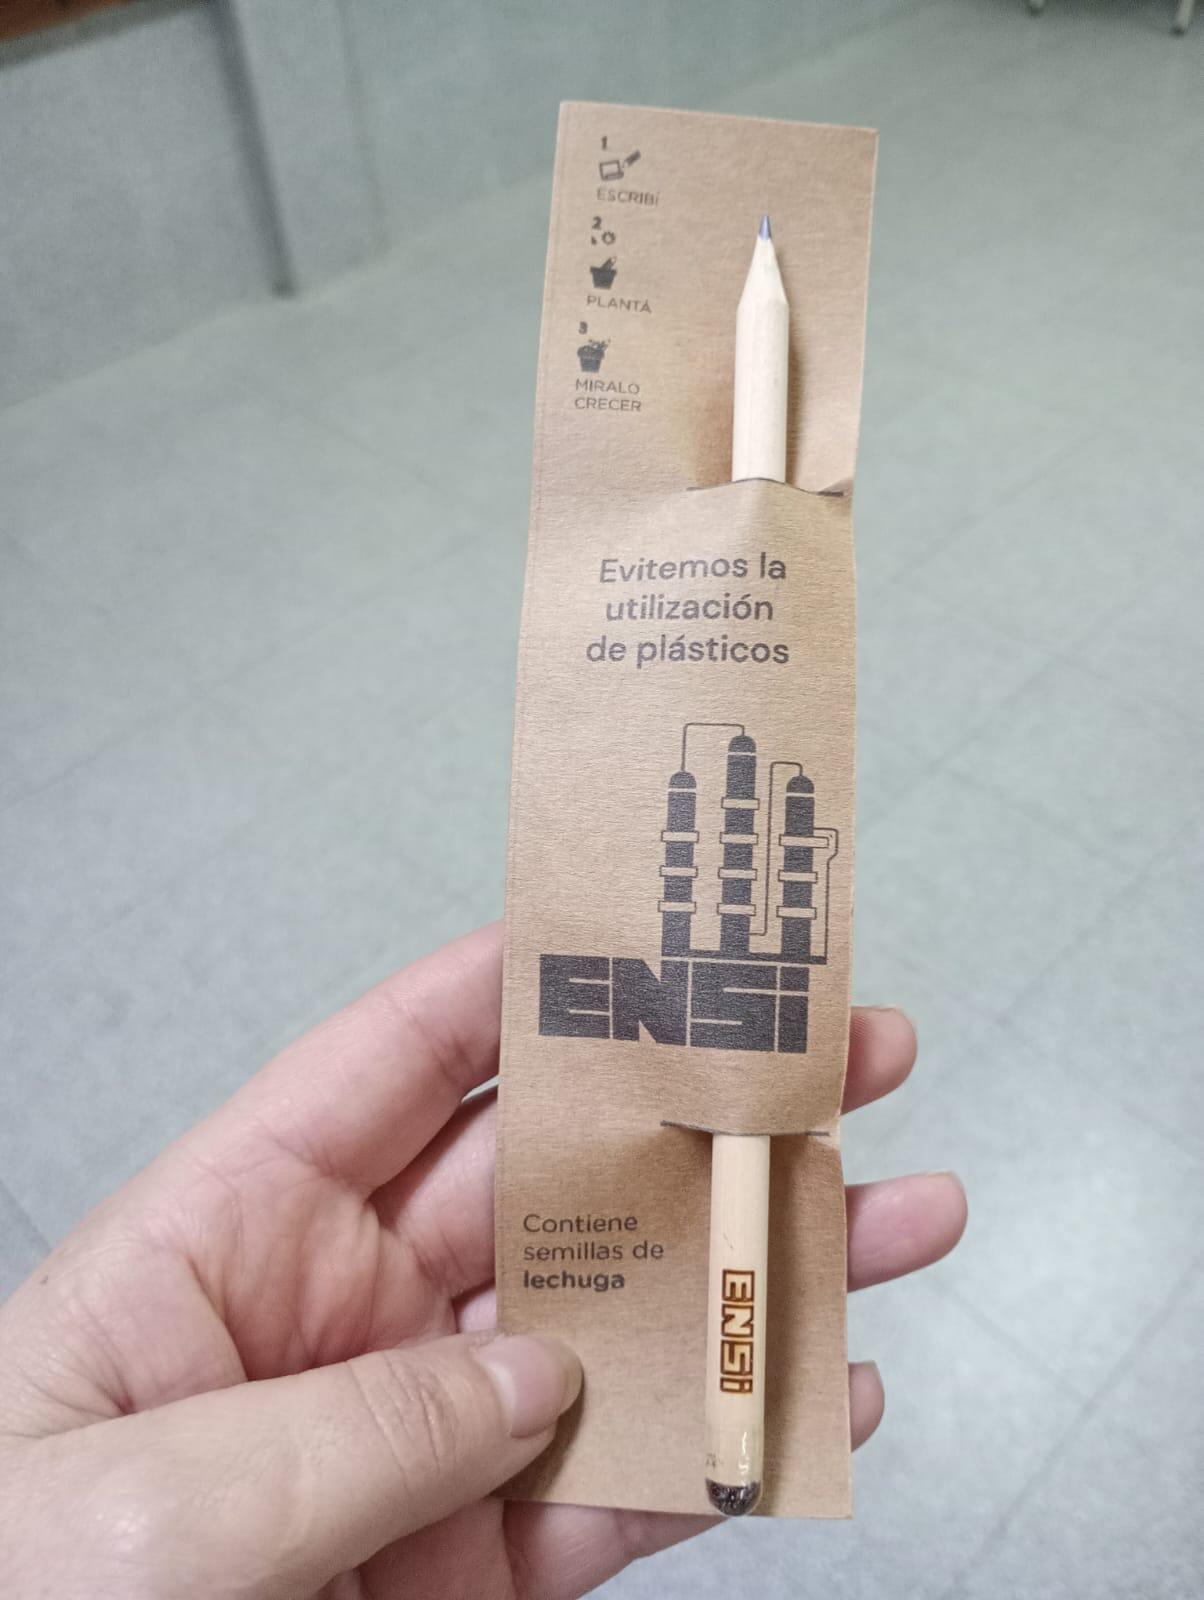 1
ESCRIBÍ
2
PLANTÁ
3
MIRALO
CRECER
Evitemos la
utilización
de plásticos
ENSi
Contiene
semillas de
lechuga
ENSi